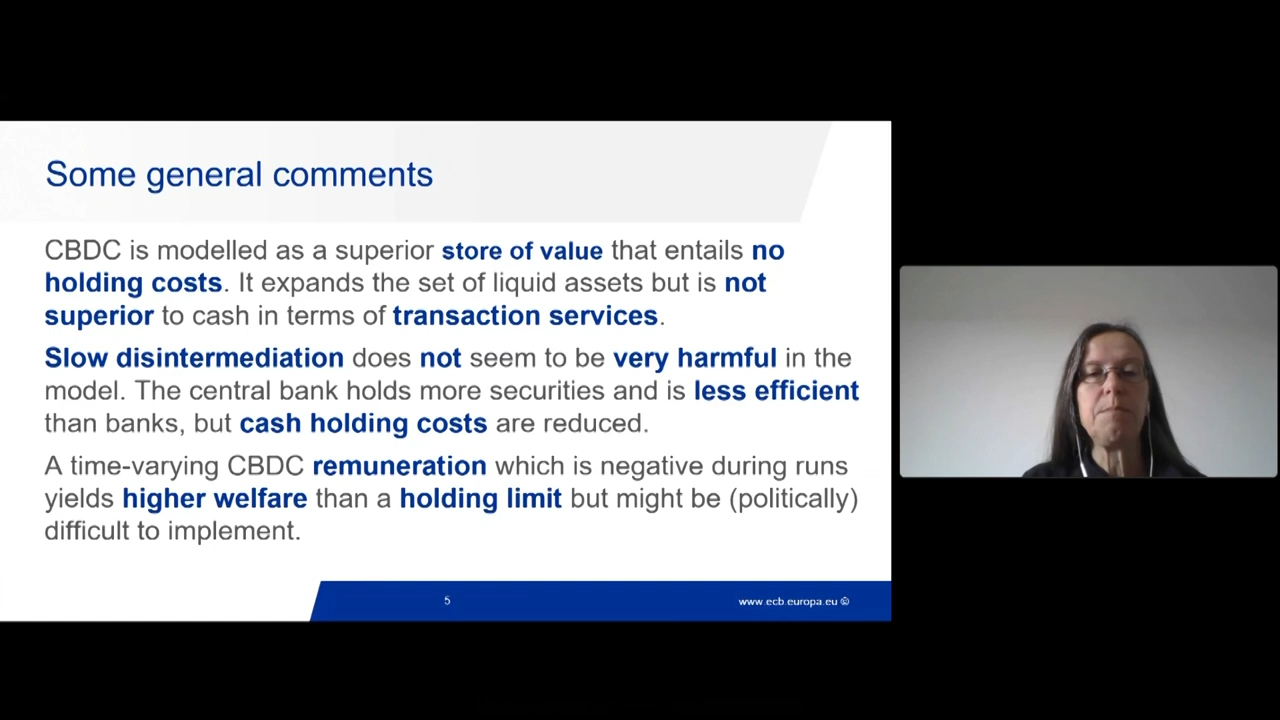 Some general comments
CBDC is modelled as a superior store of value that entails no
holding costs. It expands the set of liquid assets but is not
superior to cash in terms of transaction services.
Slow disintermediation does not seem to be very harmful in the
model. The central bank holds more securities and is less efficient
than banks, but cash holding costs are reduced.
A time-varying CBDC remuneration which is negative during runs
yields higher welfare than a holding limit but might be (politically)
difficult to implement.
5
www.ecb.europa.eu ©